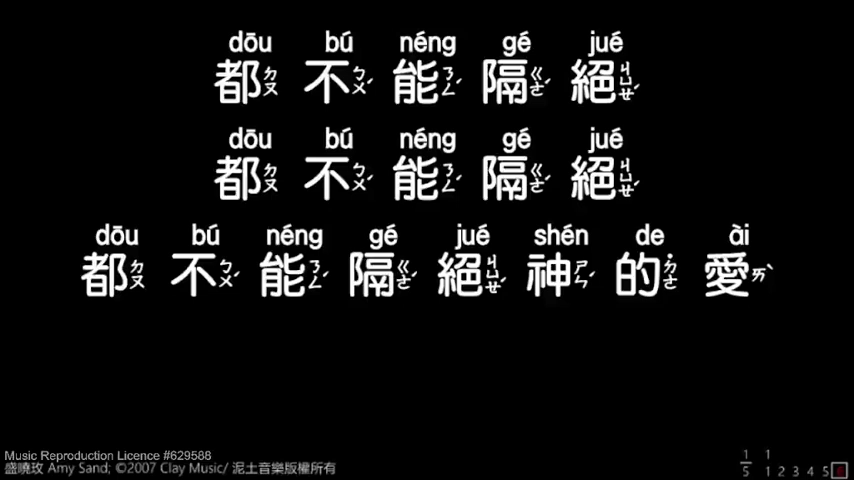 dōu bú néng gé jué
都ㄉㄡ 不ㄅㄨˊ 能ㄋㄥˊ 隔ㄍㄜˊ 絕ㄐㄩㄝˊ
dōu bú néng gé jué
都ㄉㄡ 不ㄅㄨˊ 能ㄋㄥˊ 隔ㄍㄜˊ 絕ㄐㄩㄝˊ
dōu bú néng gé jué shén de ài
都ㄉㄡ 不ㄅㄨˊ 能ㄋㄥˊ 隔ㄍㄜˊ 絕ㄐㄩㄝˊ 神ㄕㄣˊ 的˙ㄉㄜ 愛ㄞˋ
Music Reproduction Licence #629588
盛曉玫 Amy Sand; ©2007 Clay Music/ 泥土音樂版權所有
1 1
5 1 2 3 4 5 6